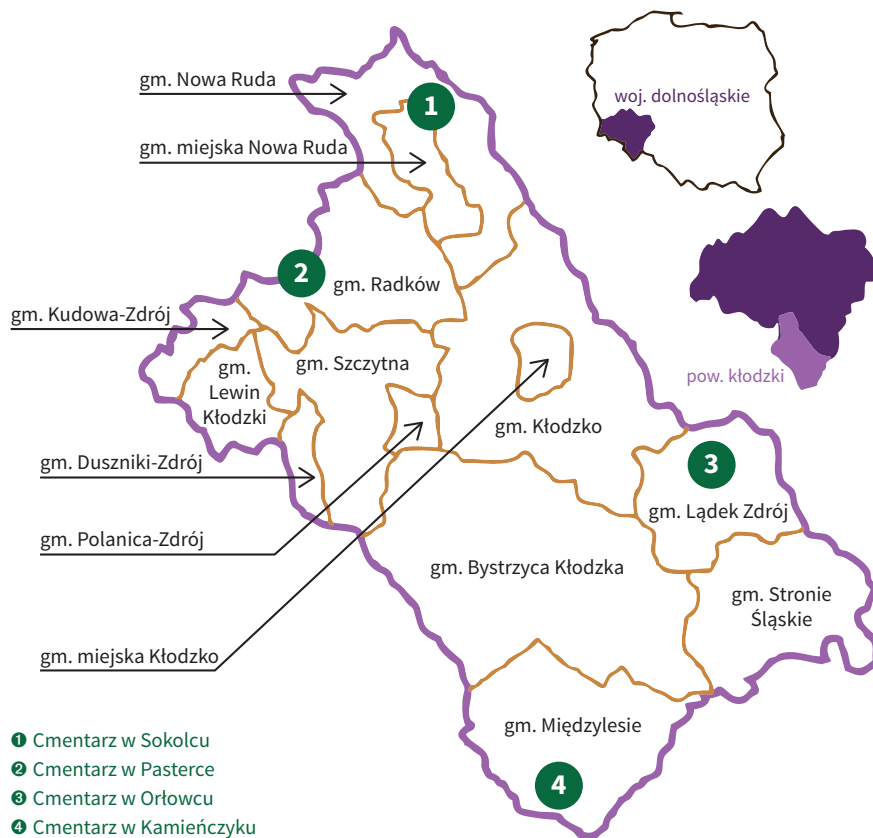 gm. Nowa Ruda
1
woj. dolnośląskie
gm. miejska Nowa Ruda
2
gm. Radków
gm. Kudowa-Zdrój
gm. Szczytna
gm.
Lewin
Kłodzki
pow. kłodzki
gm. Kłodzko
gm. Duszniki-Zdrój
3
gm. Lądek Zdrój
gm. Polanica-Zdrój
gm. Bystrzyca Kłodzka
gm. Stronie
Śląskie
gm. miejska Kłodzko
gm. Międzylesie
4
❶ Cmentarz w Sokolcu
❷ Cmentarz w Pasterce
❸ Cmentarz w Orłowcu
❹ Cmentarz w Kamieńczyku